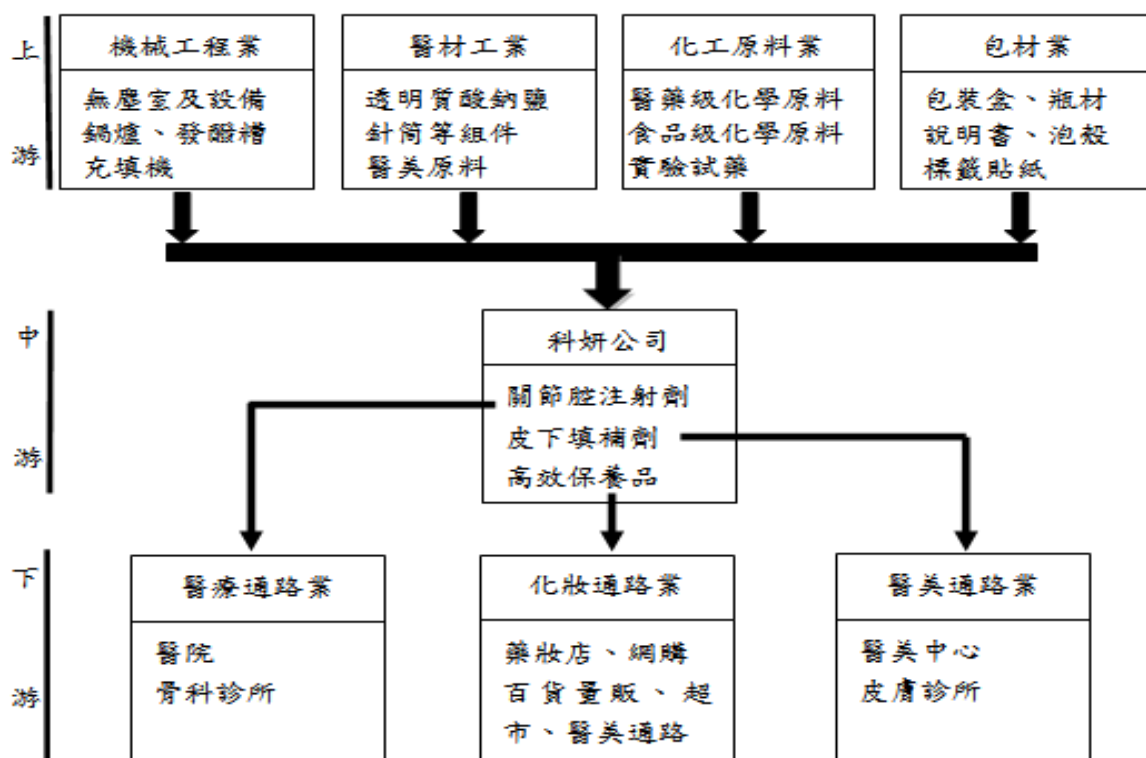 上游
機械工程業
無塵室及設備
鍋爐、發醱糟
充填機
醫材工業
透明質酸鈉鹽
針筒等組件
醫美原料
化工原料業
醫藥級化學原料
食品級化學原料
實驗試藥
包材業
包裝盒、瓶材
說明書、泡殼
標籤貼紙
中游
科妍公司
關節腔注射劑
皮下填補劑
高效保養品
下游
醫療通路業
醫院
骨科診所
化妝通路業
藥妝店、網購
百貨量販、超
市、醫美通路
醫美通路業
醫美中心
皮膚診所